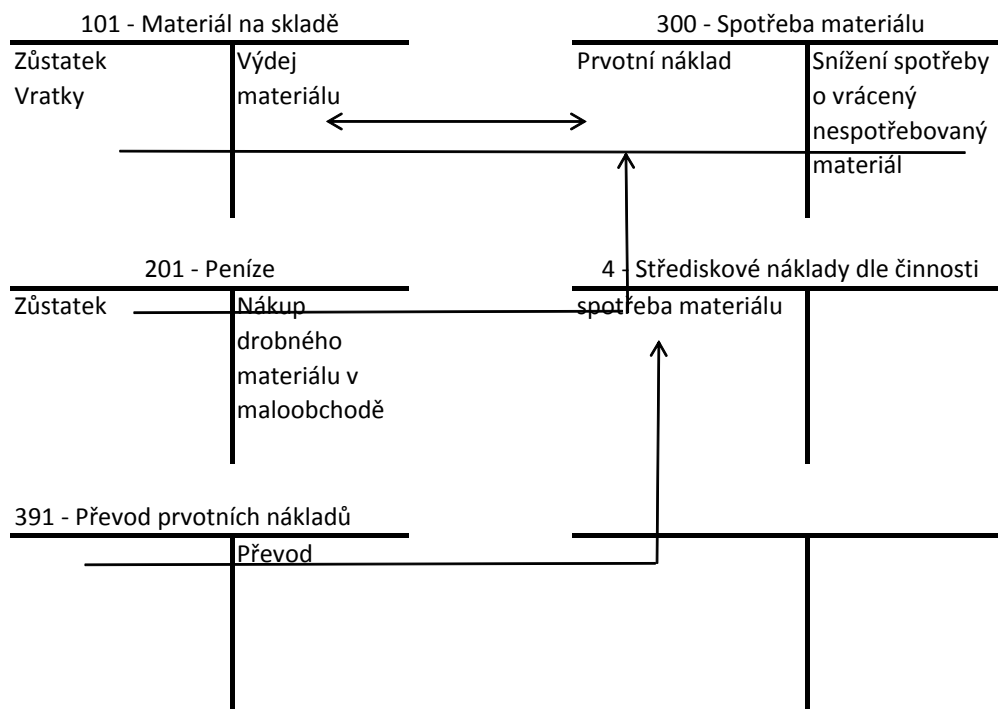 101 - Materiál na skladě
300 - Spotřeba materiálu
Zůstatek
Vratky
Výdej
materiálu
Prvotní náklad
Snížení spotřeby
o vrácený
nespotřebovaný
materiál
201 - Peníze
4 - Střediskové náklady dle činnosti
Zůstatek
Nákup
drobného
materiálu v
maloobchodě
spotřeba materiálu
391 - Převod prvotních nákladů
Převod